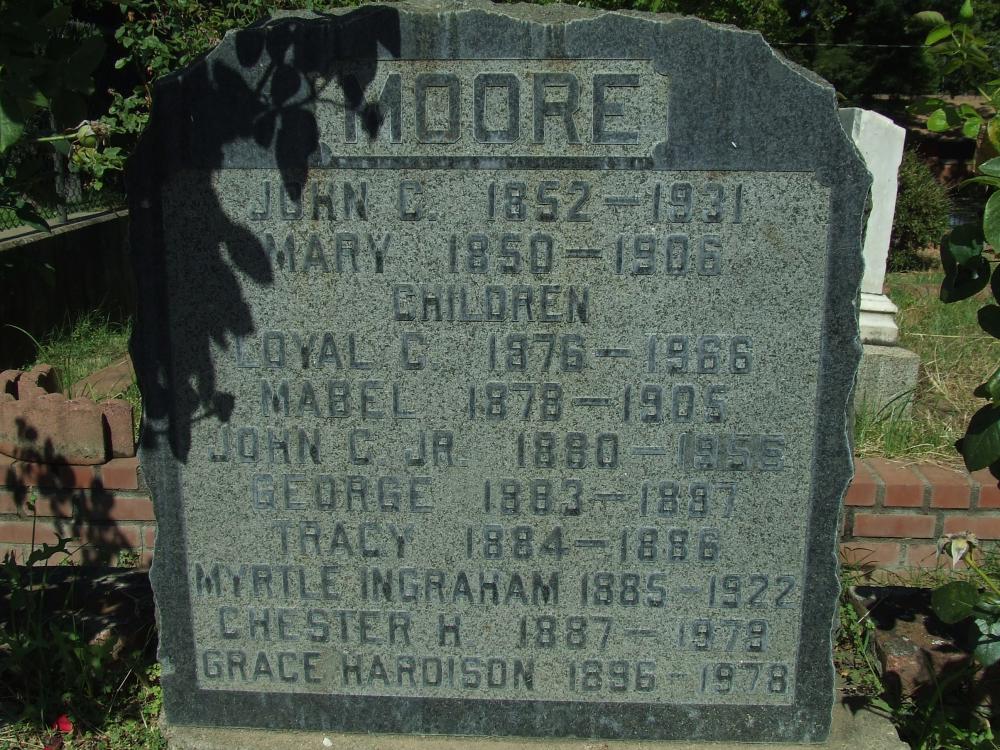 MOORE
JOHN C. 1852 — 1931
MARY 1850 — 1906
CHILDREN
LOYAL C. 1876 — 1966
MABEL 1878 — 1905
JOHN C. JR. 1880 — 1955
GEORGE 1883 — 1897
TRACY 1884 — 1886
MYRTLE INGRAHAM 1885 - 1922
CHESTER H. 1887 — 1979
GRACE HARDISON 1896 - 1978